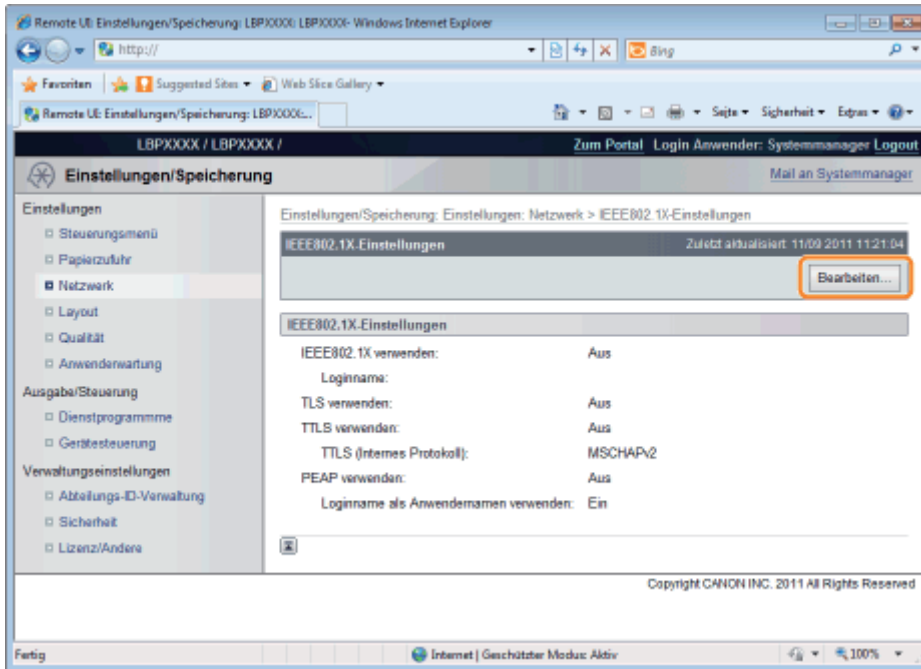 Remote UI: Einstellungen/Speicherung: LBPXXXX: LBPXXXX - Windows Internet Explorer
http://
Bing
Favoriten Suggested Sites Web Slice Gallery
Remote UI: Einstellungen/Speicherung: LBPXXXX:... Seite Sicherheit Extras
LBPXXXX / LBPXXXX / Zum Portal Login Anwender: Systemmanager Logout
Einstellungen/Speicherung Mail an Systemmanager
Einstellungen
Steuerungsmenü
Papierzufuhr
Netzwerk
Layout
Qualität
Anwenderwartung
Ausgabe/Steuerung
Dienstprogrammme
Gerätesteuerung
Verwaltungseinstellungen
Abteilungs-ID-Verwaltung
Sicherheit
Lizenz/Andere
Einstellungen/Speicherung: Einstellungen: Netzwerk > IEEE802.1X-Einstellungen
IEEE802.1X-Einstellungen Zuletzt aktualisiert: 11/09 2011 11:21:04
Bearbeiten...
IEEE802.1X-Einstellungen
IEEE802.1X verwenden: Aus
Loginname:
TLS verwenden: Aus
TTLS verwenden: Aus
TTLS (Internes Protokoll): MSCHAPv2
PEAP verwenden: Aus
Loginname als Anwendernamen verwenden: Ein
Copyright CANON INC. 2011 All Rights Reserved
Fertig Internet | Geschützter Modus: Aktiv 100%